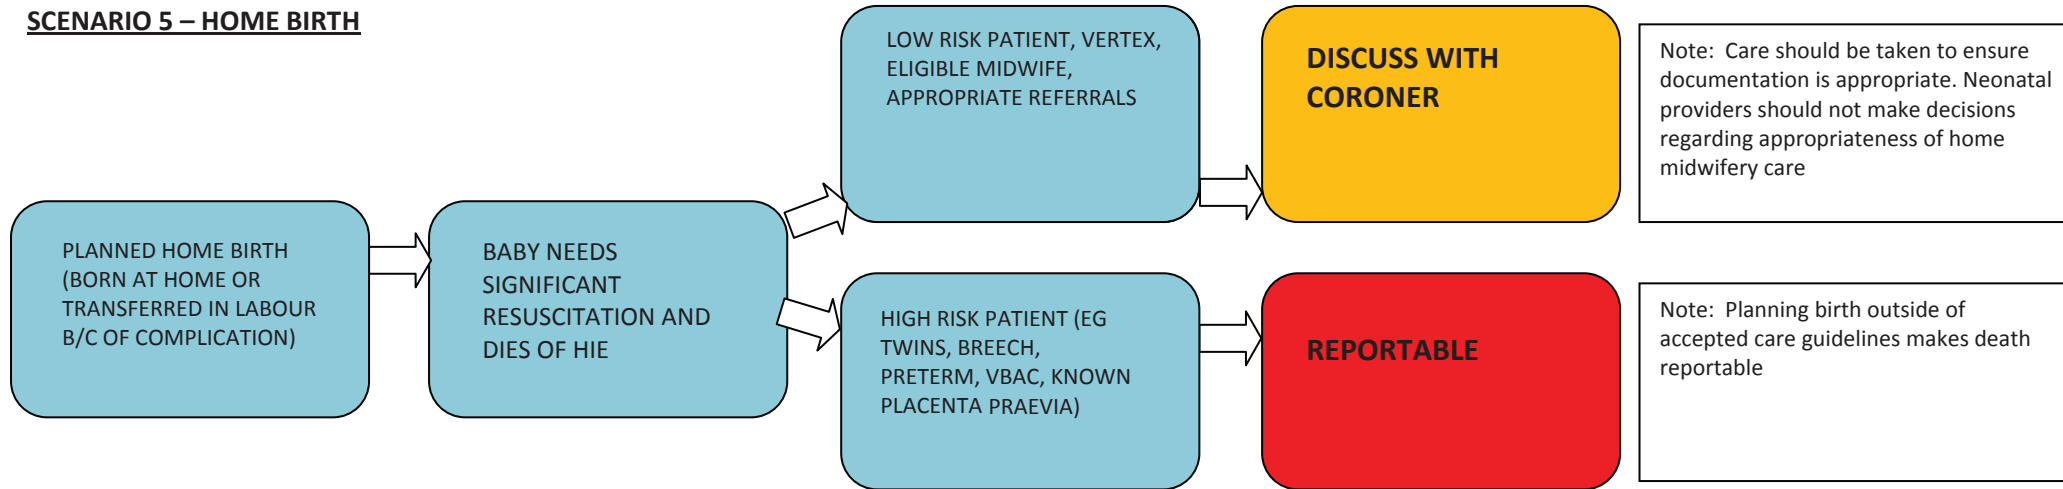 SCENARIO 5 – HOME BIRTH
PLANNED HOME BIRTH
(BORN AT HOME OR
TRANSFERRED IN LABOUR
B/C OF COMPLICATION)
BABY NEEDS
SIGNIFICANT
RESUSCITATION AND
DIES OF HIE
LOW RISK PATIENT, VERTEX,
ELIGIBLE MIDWIFE,
APPROPRIATE REFERRALS
DISCUSS WITH
CORONER
Note:  Care should be taken to ensure
documentation is appropriate. Neonatal
providers should not make decisions
regarding appropriateness of home
midwifery care
HIGH RISK PATIENT (EG
TWINS, BREECH,
PRETERM, VBAC, KNOWN
PLACENTA PRAEVIA)
REPORTABLE
Note:  Planning birth outside of
accepted care guidelines makes death
reportable